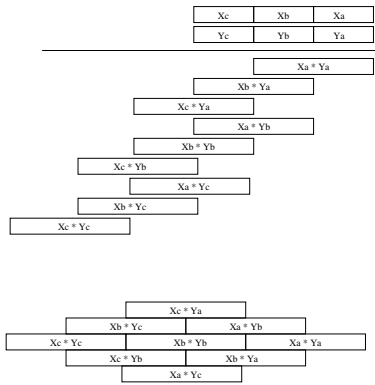 Xc Xb Xa
Yc Yb Ya
Xa * Ya
Xb * Ya
Xc * Ya
Xa * Yb
Xb * Yb
Xc * Yb
Xa * Yc
Xb * Yc
Xc * Yc
Xc * Ya
Xb * Yc Xa * Yb
Xc * Yc Xb * Yb Xa * Ya
Xc * Yb Xb * Ya
Xa * Yc